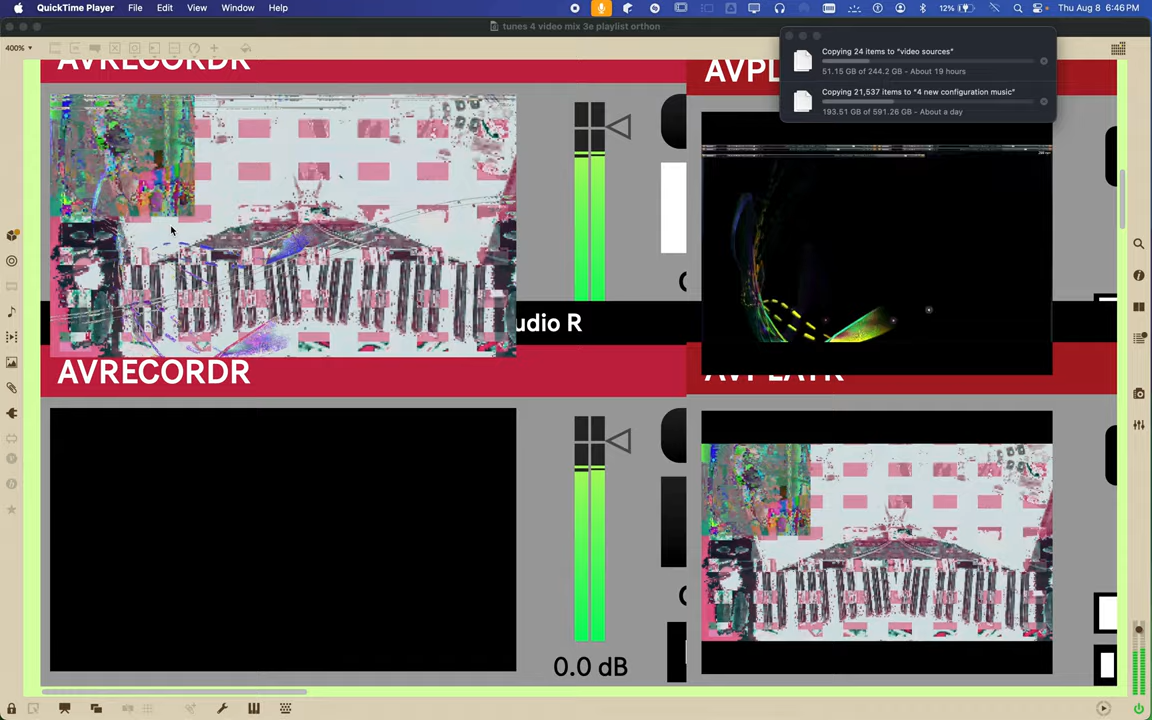 QuickTime Player File Edit View Window Help
12% Thu Aug 8 6:46 PM
tunes 4 video mix 3e playlist orthon
400%
Copying 24 items to "video sources"
51.15 GB of 244.2 GB - About 19 hours
Copying 21,537 items to "4 new configuration music"
193.51 GB of 591.26 GB - About a day
AVRECORDR
AVPL
udio R
AVRECORDR
AVPLAYR
0.0 dB